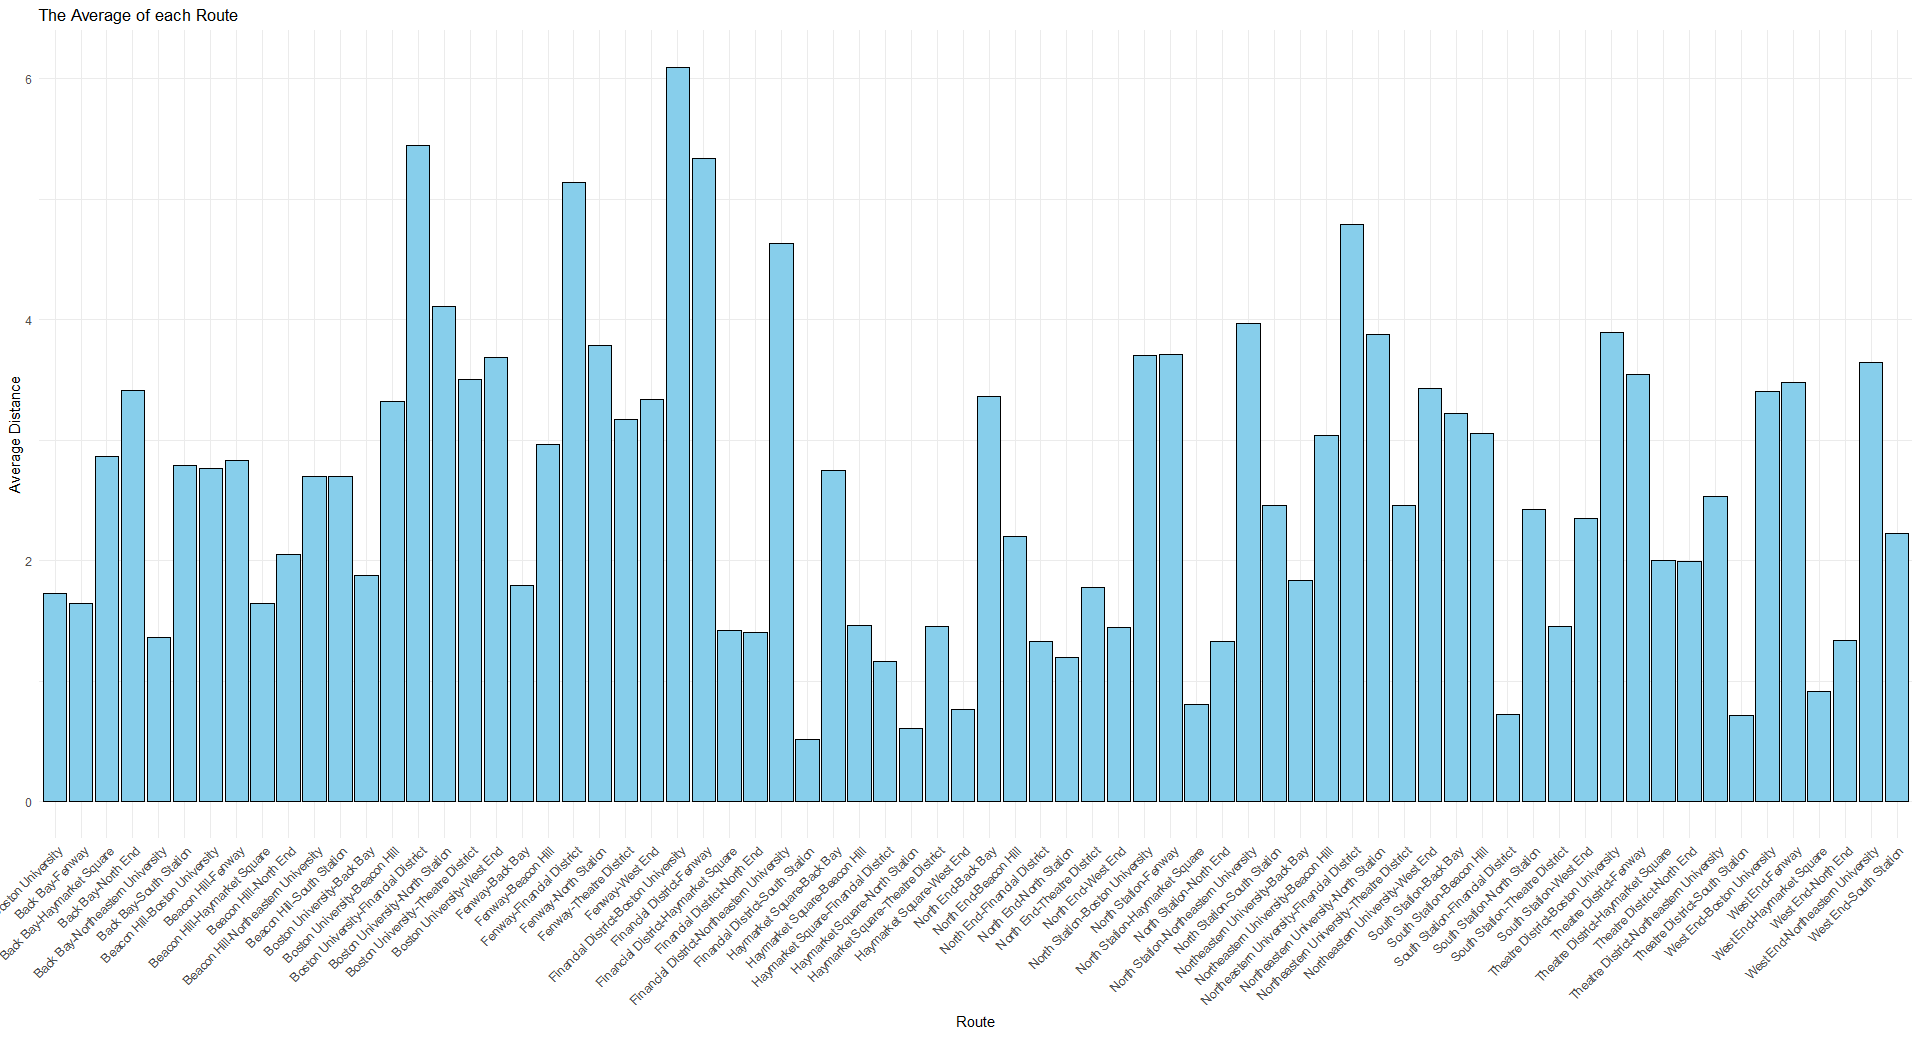 The Average of each Route
6
4
2
0
Average Distance
oston University
Back Bay-Fenway
Back Bay-Haymarket Square
Back Bay-North End
Back Bay-Northeastern University
Back Bay-South Station
Beacon Hill-Boston University
Beacon Hill-Fenway
Beacon Hill-Haymarket Square
Beacon Hill-North End
Beacon Hill-Northeastern University
Beacon Hill-South Station
Boston University-Back Bay
Boston University-Beacon Hill
Boston University-Financial District
Boston University-North Station
Boston University-Theatre District
Boston University-West End
Fenway-Back Bay
Fenway-Beacon Hill
Fenway-Financial District
Fenway-North Station
Fenway-Theatre District
Fenway-West End
Financial District-Boston University
Financial District-Fenway
Financial District-Haymarket Square
Financial District-North End
Financial District-Northeastern University
Financial District-South Station
Haymarket Square-Back Bay
Haymarket Square-Beacon Hill
Haymarket Square-Financial District
Haymarket Square-North Station
Haymarket Square-Theatre District
Haymarket Square-West End
North End-Back Bay
North End-Beacon Hill
North End-Financial District
North End-North Station
North End-Theatre District
North End-West End
North Station-Boston University
North Station-Fenway
North Station-Haymarket Square
North Station-North End
North Station-Northeastern University
North Station-South Station
Northeastern University-Back Bay
Northeastern University-Beacon Hill
Northeastern University-Financial District
Northeastern University-North Station
Northeastern University-Theatre District
Northeastern University-West End
South Station-Back Bay
South Station-Beacon Hill
South Station-Financial District
South Station-North Station
South Station-Theatre District
South Station-West End
Theatre District-Boston University
Theatre District-Fenway
Theatre District-Haymarket Square
Theatre District-North End
Theatre District-Northeastern University
Theatre District-South Station
West End-Boston University
West End-Fenway
West End-Haymarket Square
West End-North End
West End-Northeastern University
West End-South Station
Route